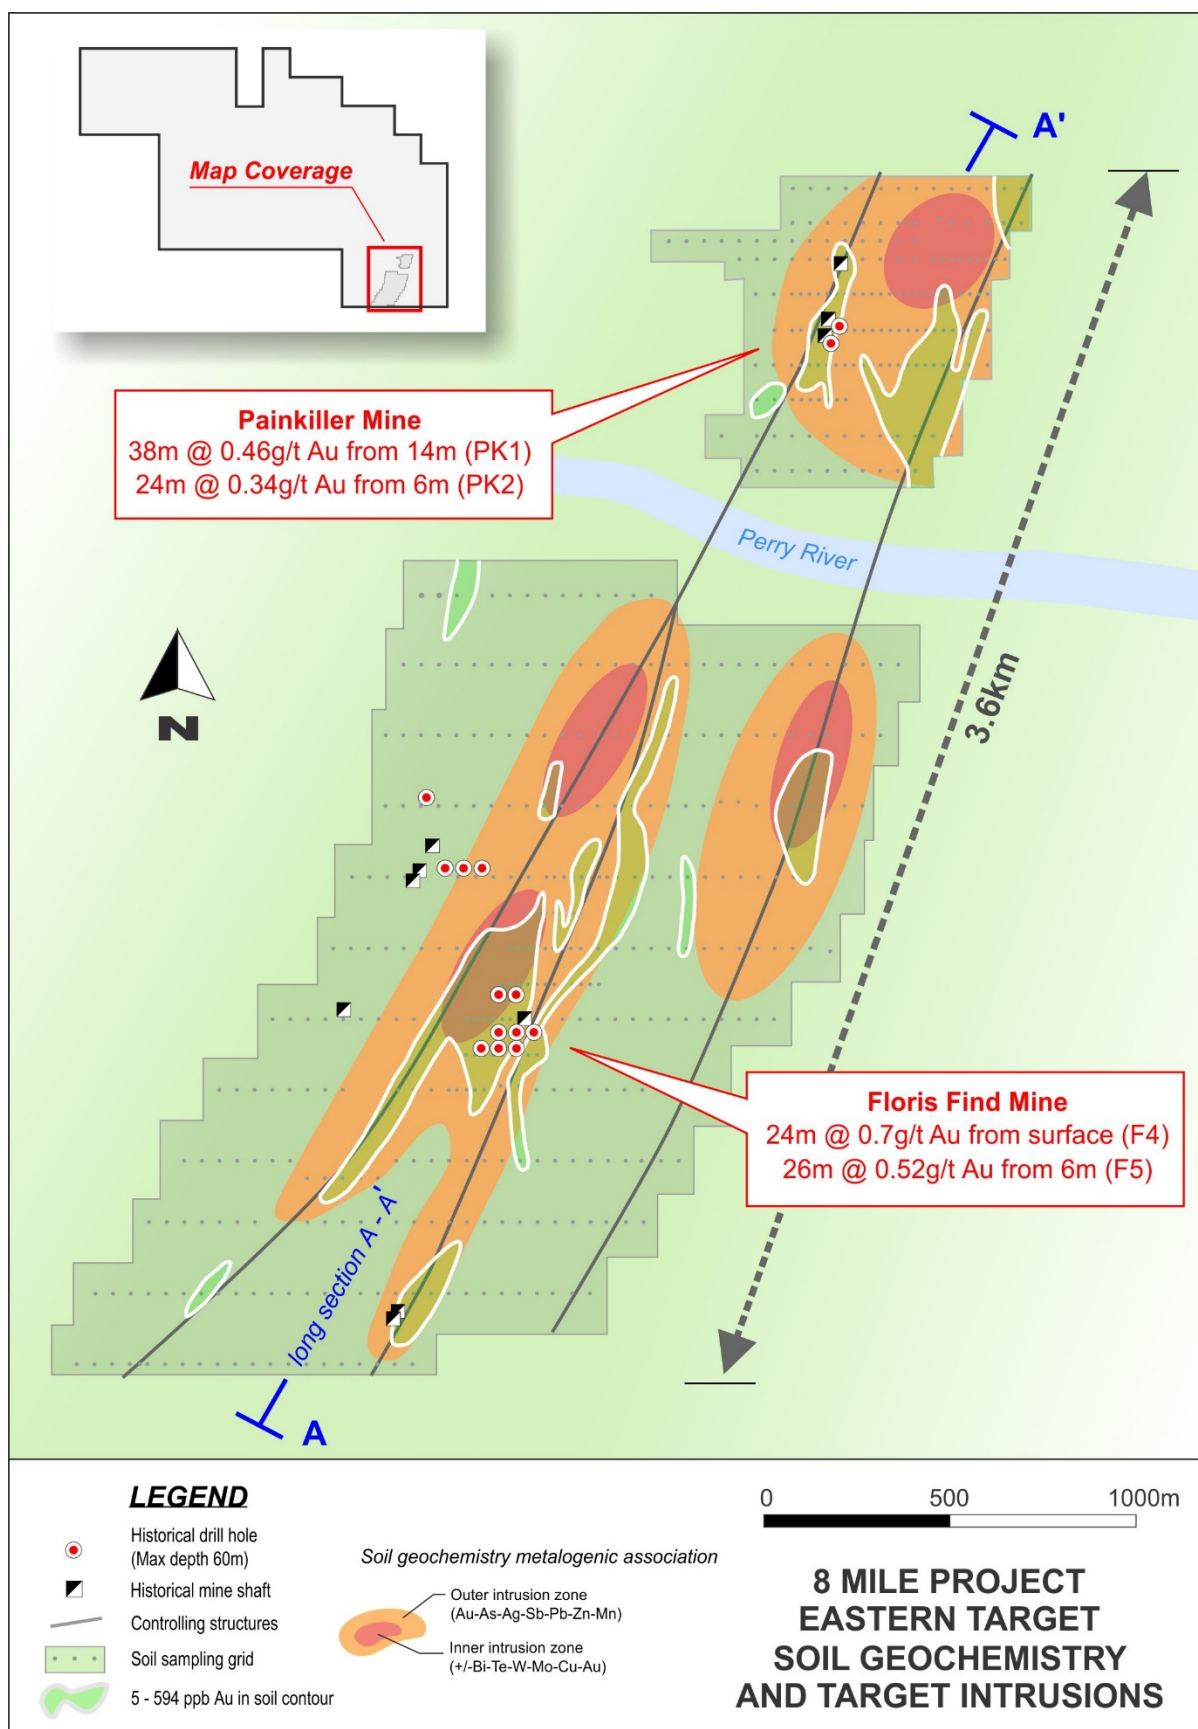 Map Coverage
A'
Painkiller Mine
38m @ 0.46g/t Au from 14m (PK1)
24m @ 0.34g/t Au from 6m (PK2)
Perry River
3.6km
N
Floris Find Mine
24m @ 0.7g/t Au from surface (F4)
26m @ 0.52g/t Au from 6m (F5)
long section A - A'
A
LEGEND
Historical drill hole
(Max depth 60m)
Historical mine shaft
Controlling structures
Soil sampling grid
5 - 594 ppb Au in soil contour
Soil geochemistry metalogenic association
Outer intrusion zone
(Au-As-Ag-Sb-Pb-Zn-Mn)
Inner intrusion zone
(+/-Bi-Te-W-Mo-Cu-Au)
0 500 1000m
8 MILE PROJECT
EASTERN TARGET
SOIL GEOCHEMISTRY
AND TARGET INTRUSIONS